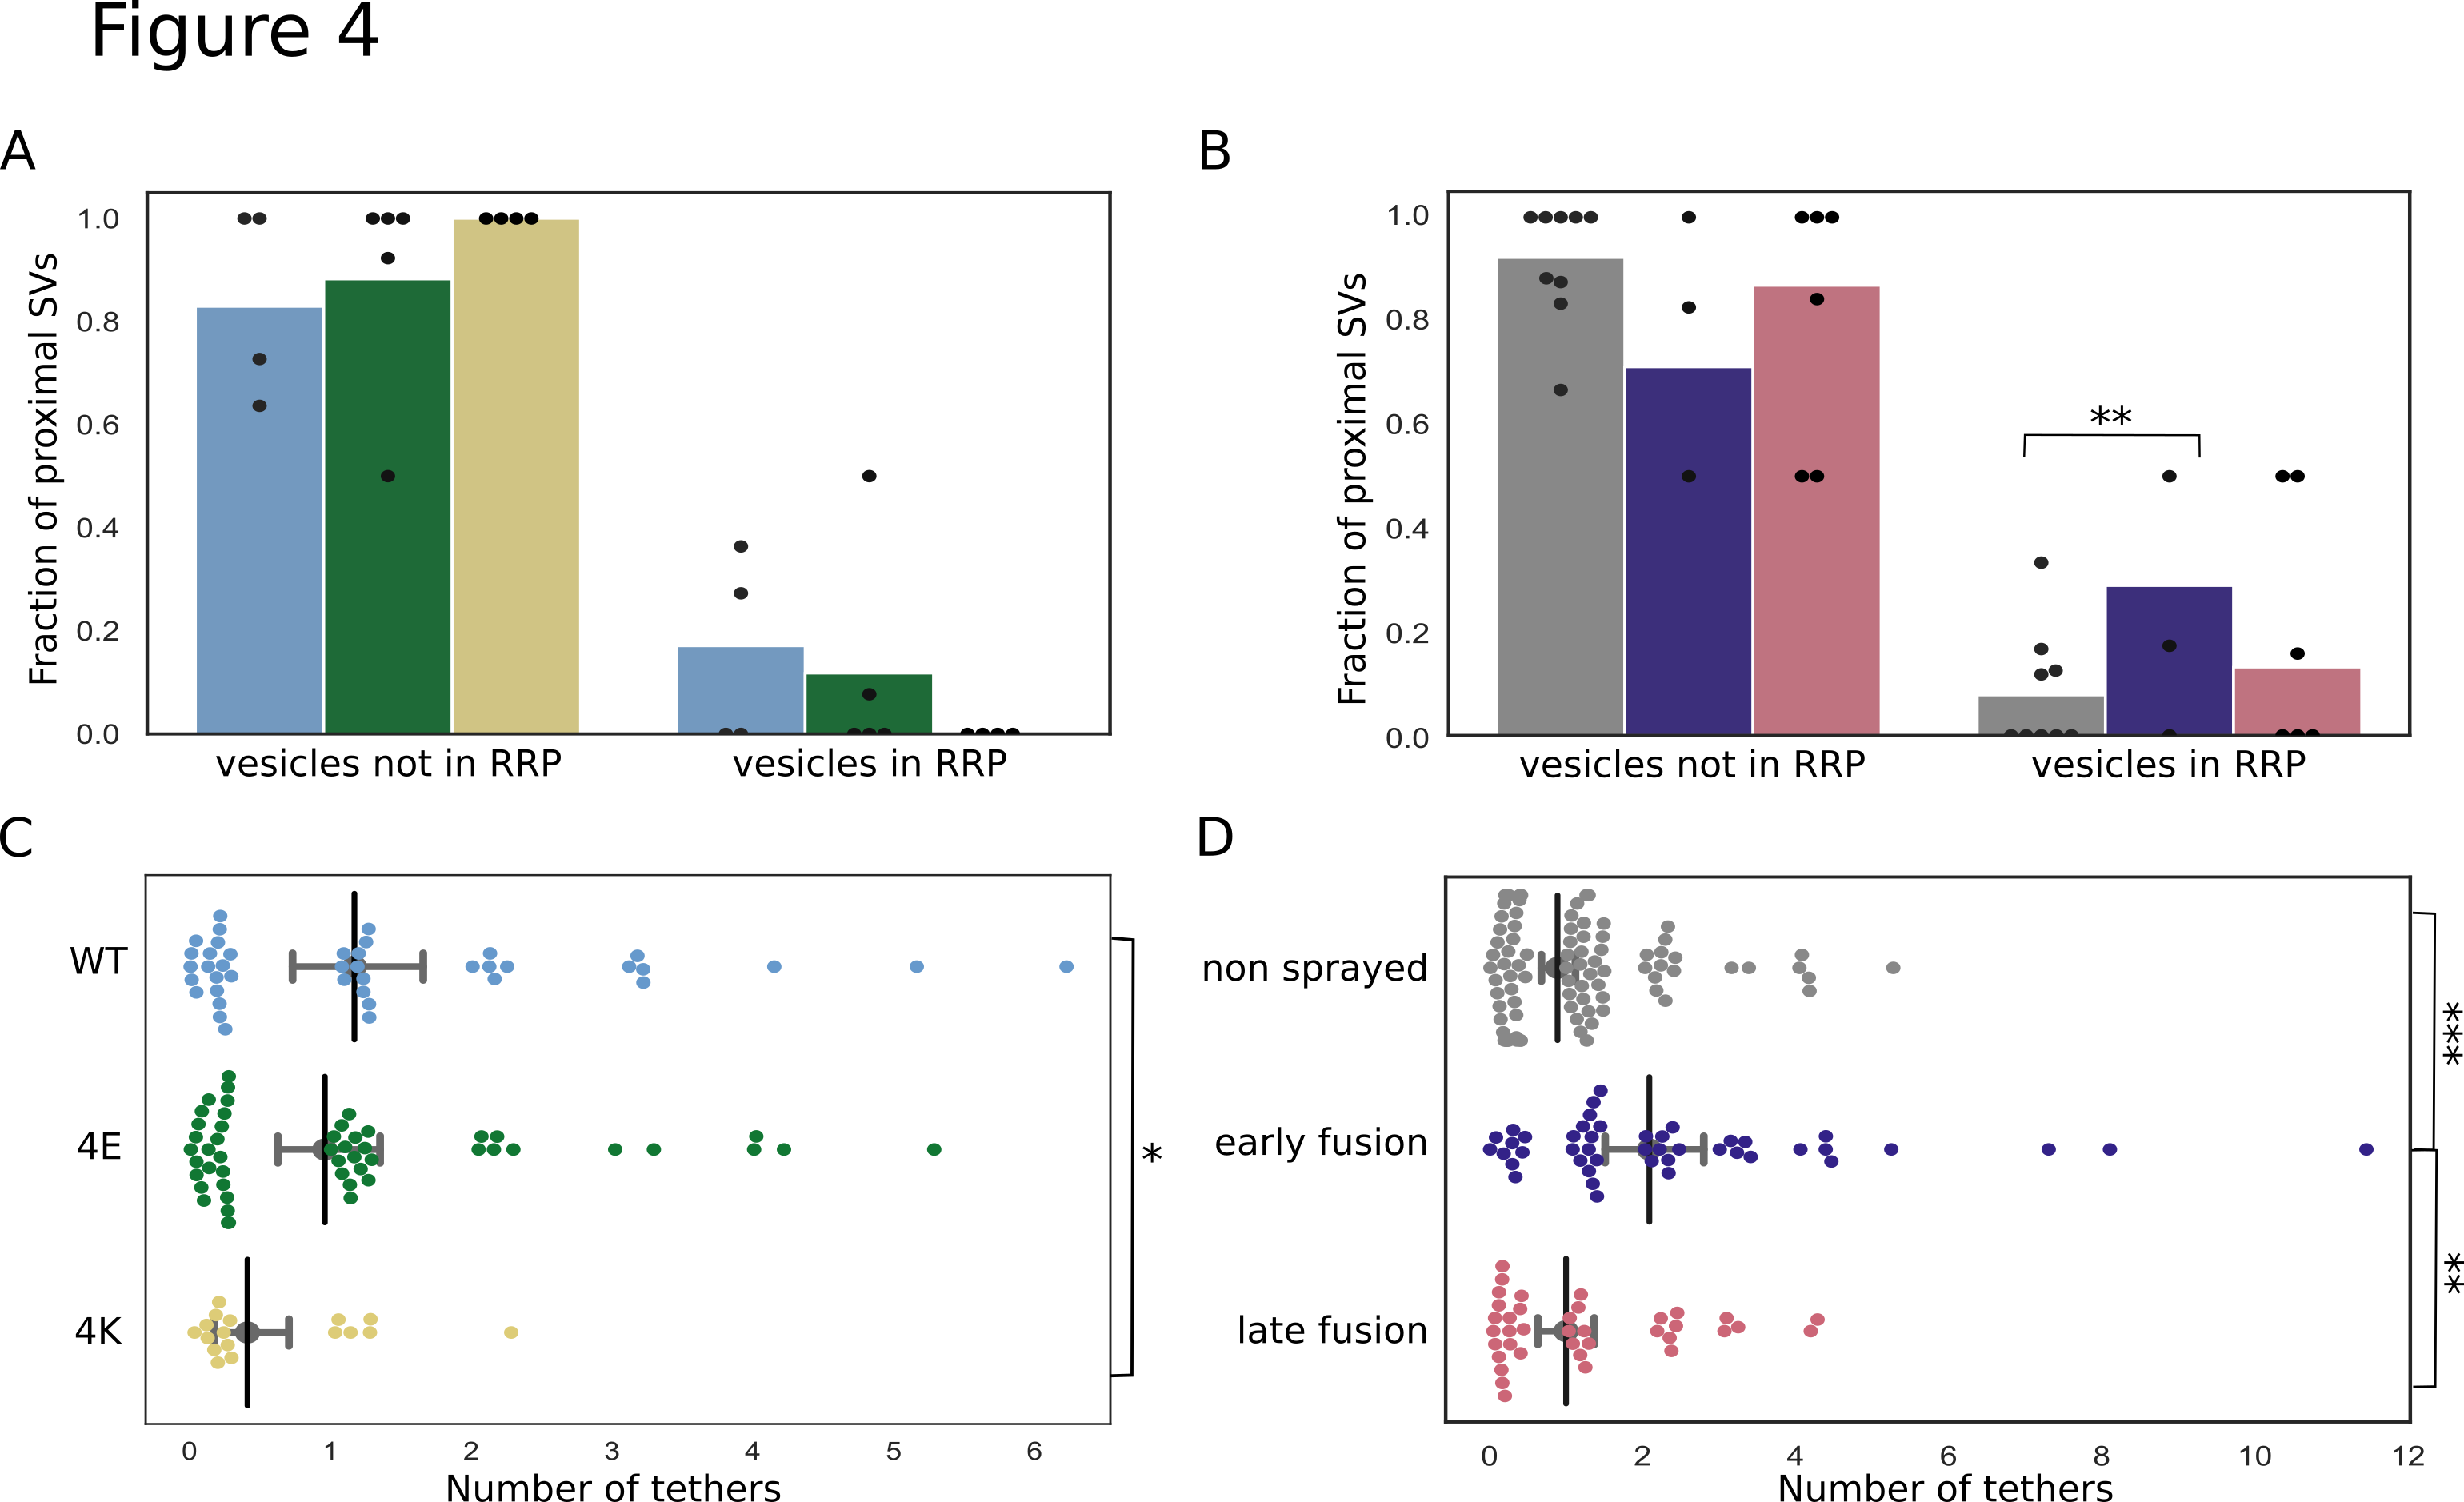 Figure 4
A
Fraction of proximal SVs
1.0
0.8
0.6
0.4
0.2
0.0
vesicles not in RRP
vesicles in RRP
B
Fraction of proximal SVs
1.0
0.8
0.6
0.4
0.2
0.0
**
vesicles not in RRP
vesicles in RRP
C
WT
4E
4K
*
0 1 2 3 4 5 6
Number of tethers
D
non sprayed
early fusion
late fusion
***
**
0 2 4 6 8 10 12
Number of tethers